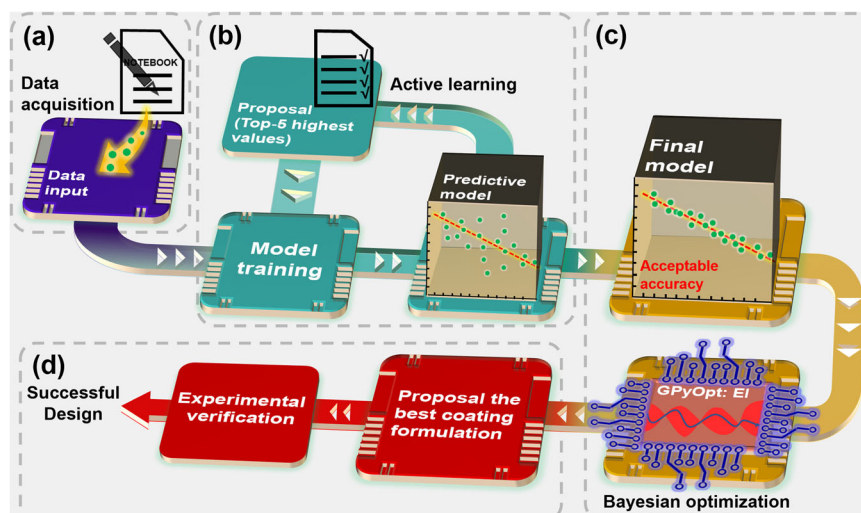 (a)
NOTEBOOK
Data
acquisition
Data
input
(b)
Proposal
(Top-5 highest
values)
Active learning
Model
training
Predictive
model
(c)
Final
model
Acceptable
accuracy
GPyOpt: EI
Bayesian optimization
(d)
Successful
Design
Experimental
verification
Proposal the
best coating
formulation